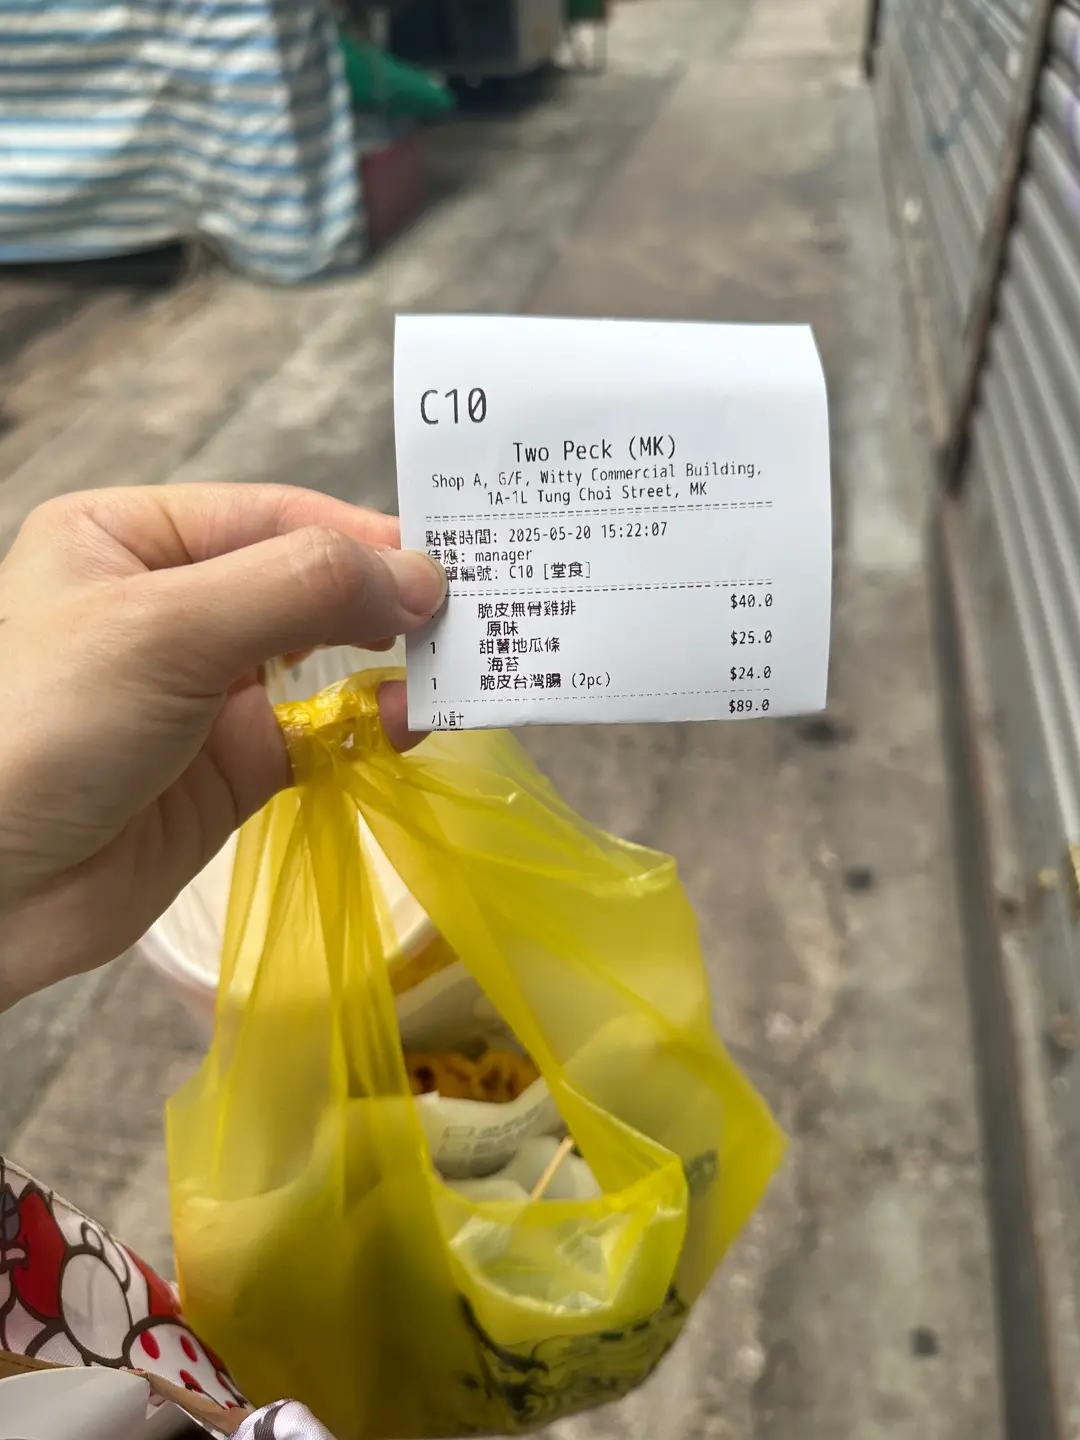 C10
Two Peck (MK)
Shop A, G/F, Witty Commercial Building,
1A-1L Tung Choi Street, MK
點餐時間: 2025-05-20 15:22:07
侍應: manager
單編號: C10 [堂食]
脆皮無骨雞排 $40.0
原味
1 甜薯地瓜條 $25.0
海苔
1 脆皮台灣腸 (2pc) $24.0
小計 $89.0